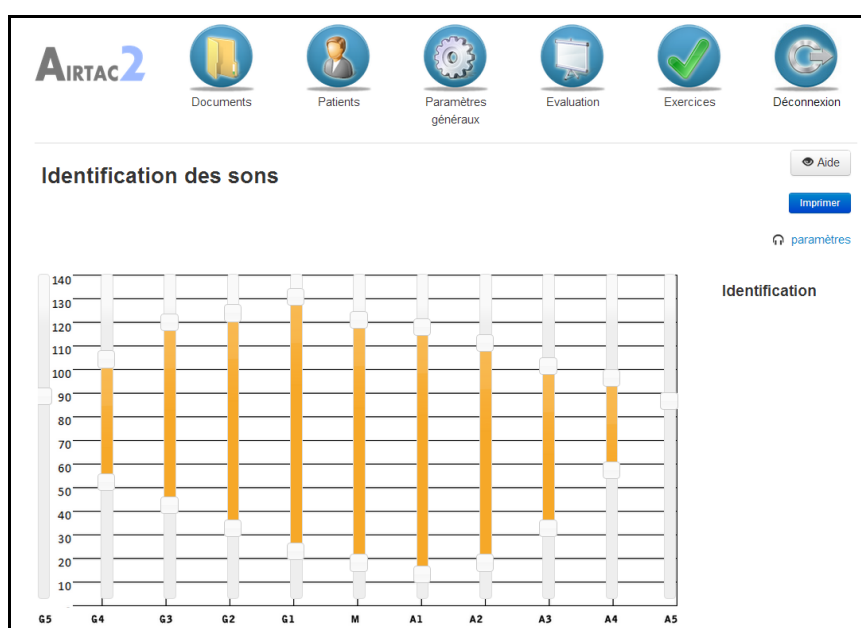 AIRTAC2
Documents
Patients
Paramètres
généraux
Evaluation
Exercices
Déconnexion
Identification des sons
Aide
Imprimer
paramètres
Identification
140
130
120
110
100
90
80
70
60
50
40
30
20
10
G5 G4 G3 G2 G1 M A1 A2 A3 A4 A5